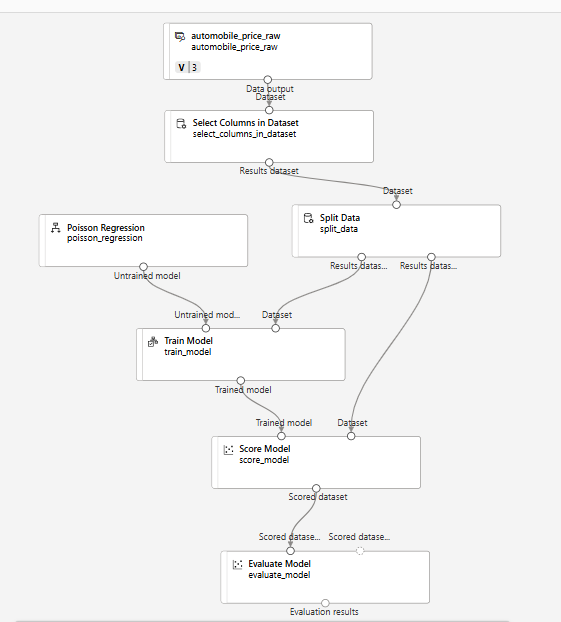 automobile_price_raw
automobile_price_raw
V 3
Data output
Dataset
Select Columns in Dataset
select_columns_in_dataset
Results dataset
Dataset
Split Data
split_data
Poisson Regression
poisson_regression
Results datas... Results datas...
Untrained model
Untrained mod... Dataset
Train Model
train_model
Trained model
Trained model Dataset
Score Model
score_model
Scored dataset
Scored datase... Scored datase...
Evaluate Model
evaluate_model
Evaluation results